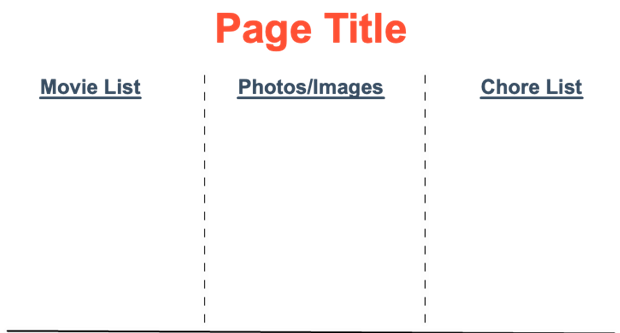 Page Title
Movie List
Photos/Images
Chore List